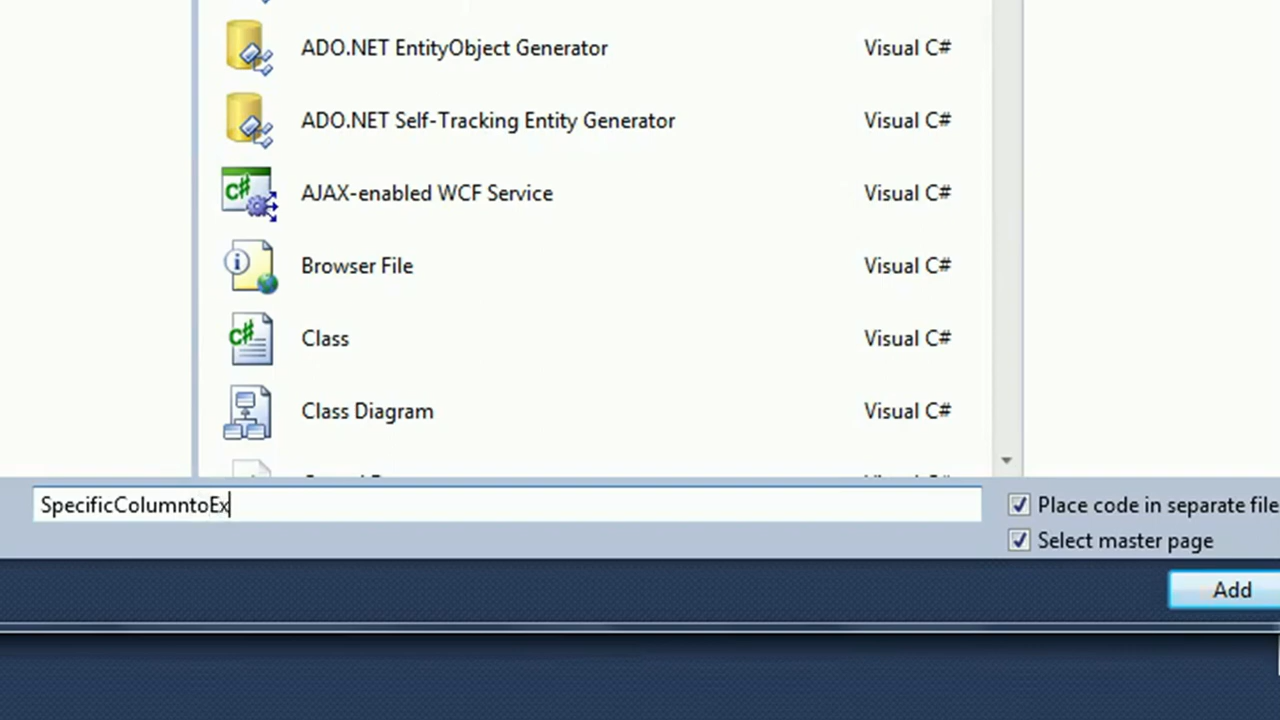 ADO.NET EntityObject Generator Visual C#
ADO.NET Self-Tracking Entity Generator Visual C#
AJAX-enabled WCF Service Visual C#
Browser File Visual C#
Class Visual C#
Class Diagram Visual C#
SpecificColumntoEx
Place code in separate file
Select master page
Add